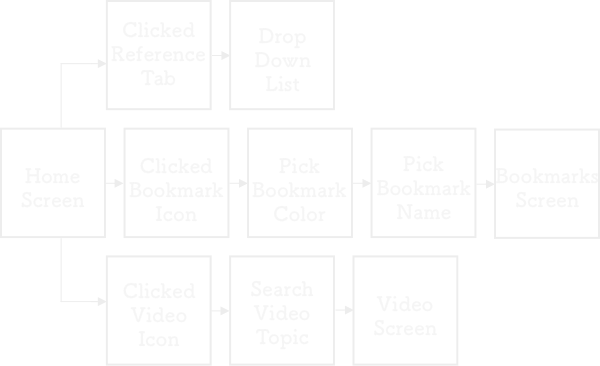 Clicked
Reference
Tab
Drop
Down
List
Home
Screen
Clicked
Bookmark
Icon
Pick
Bookmark
Color
Pick
Bookmark
Name
Bookmarks
Screen
Clicked
Video
Icon
Search
Video
Topic
Video
Screen